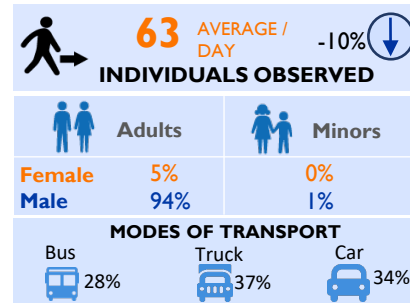 63 AVERAGE / DAY -10%
INDIVIDUALS OBSERVED
Adults Minors
Female 5% 0%
Male 94% 1%
MODES OF TRANSPORT
Bus Truck Car
28% 37% 34%